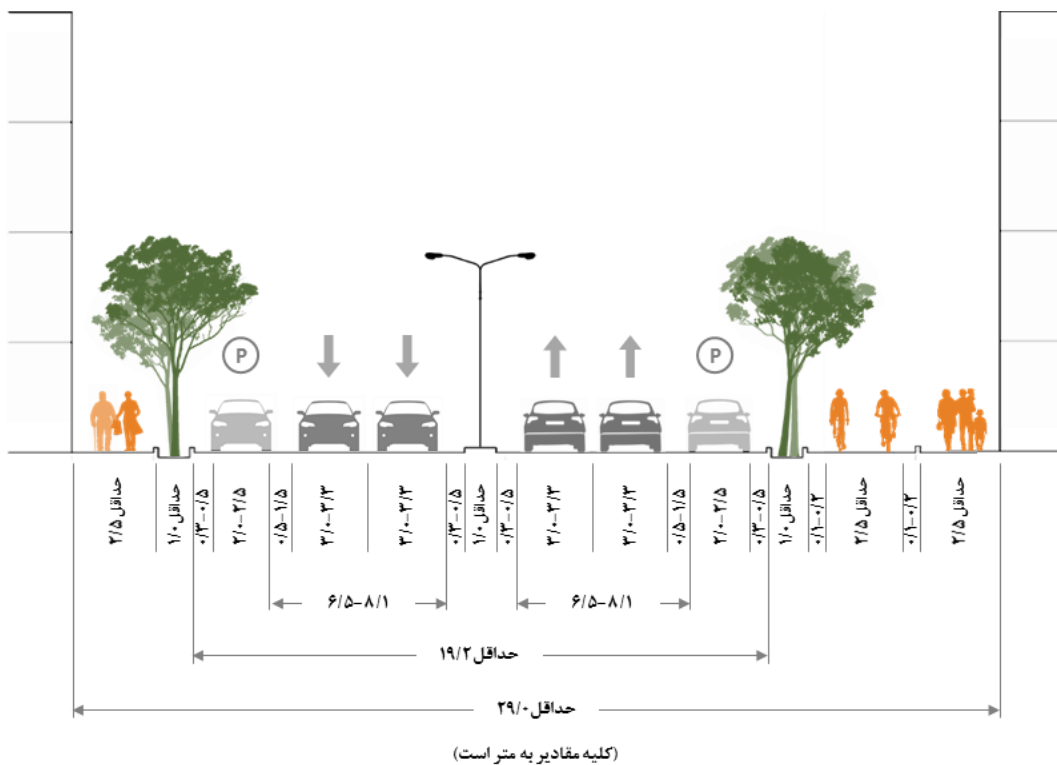 P
P
حداقل ۲/۵
حداقل ۱/۰
۰/۳-۰/۵
۲/۰-۲/۵
۰/۵-۱/۵
۳/۰-۳/۳
۳/۰-۳/۳
۰/۳-۰/۵
حداقل ۱/۰
۰/۳-۰/۵
۳/۰-۳/۳
۳/۰-۳/۳
۰/۵-۱/۵
۲/۰-۲/۵
۰/۳-۰/۵
حداقل ۱/۰
۰/۱-۰/۲
حداقل ۲/۵
۰/۱-۰/۲
حداقل ۲/۵
۶/۵-۸/۱
۶/۵-۸/۱
حداقل ۱۹/۲
حداقل ۲۹/۰
(کلیه مقادیر به متر است)